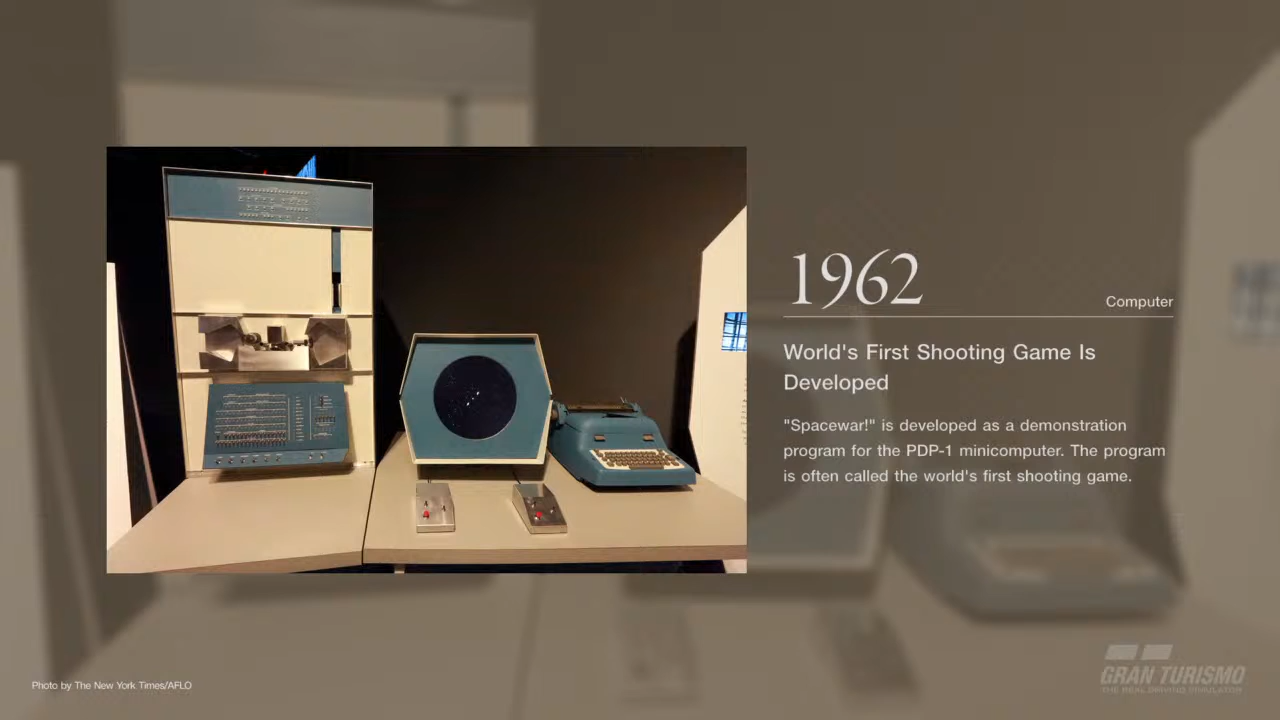 1962
Computer
World's First Shooting Game Is
Developed
"Spacewar!" is developed as a demonstration
program for the PDP-1 minicomputer. The program
is often called the world's first shooting game.
Photo by The New York Times/AFLO
GRAN TURISMO
THE REAL DRIVING SIMULATOR